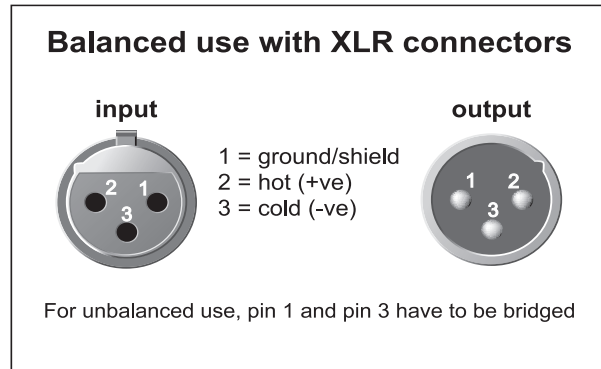 Balanced use with XLR connectors
input
output
2 1
3
1 = ground/shield
2 = hot (+ve)
3 = cold (-ve)
1 2
3
For unbalanced use, pin 1 and pin 3 have to be bridged